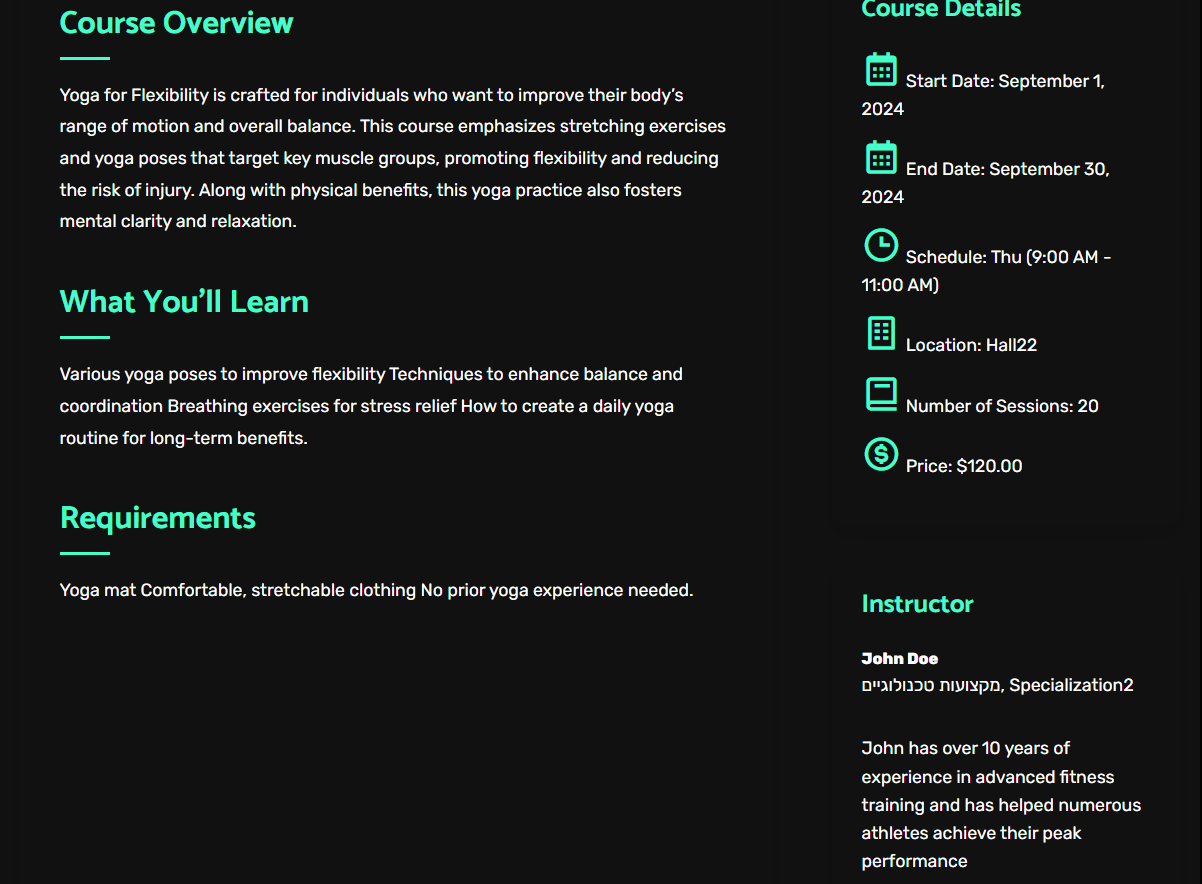 Course Overview
Yoga for Flexibility is crafted for individuals who want to improve their body’s
range of motion and overall balance. This course emphasizes stretching exercises
and yoga poses that target key muscle groups, promoting flexibility and reducing
the risk of injury. Along with physical benefits, this yoga practice also fosters
mental clarity and relaxation.
What You’ll Learn
Various yoga poses to improve flexibility Techniques to enhance balance and
coordination Breathing exercises for stress relief How to create a daily yoga
routine for long-term benefits.
Requirements
Yoga mat Comfortable, stretchable clothing No prior yoga experience needed.
Course Details
Start Date: September 1,
2024
End Date: September 30,
2024
Schedule: Thu (9:00 AM -
11:00 AM)
Location: Hall22
Number of Sessions: 20
Price: $120.00
Instructor
John Doe
מקצועות טכנולוגיים, Specialization2
John has over 10 years of
experience in advanced fitness
training and has helped numerous
athletes achieve their peak
performance